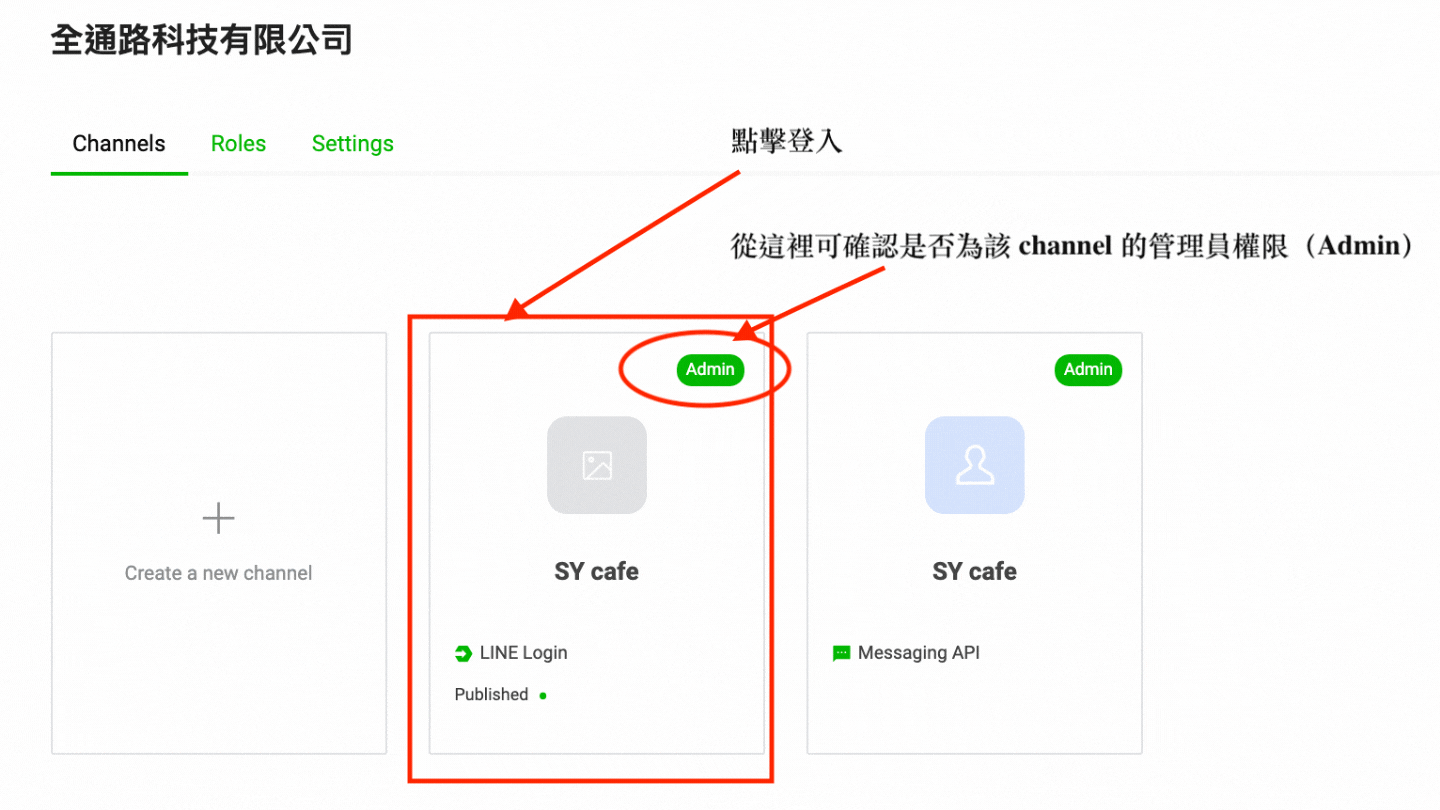 全通路科技有限公司
Channels Roles Settings
點擊登入
從這裡可確認是否為該 channel 的管理員權限（Admin）
Create a new channel
Admin
SY cafe
LINE Login
Published
Admin
SY cafe
Messaging API